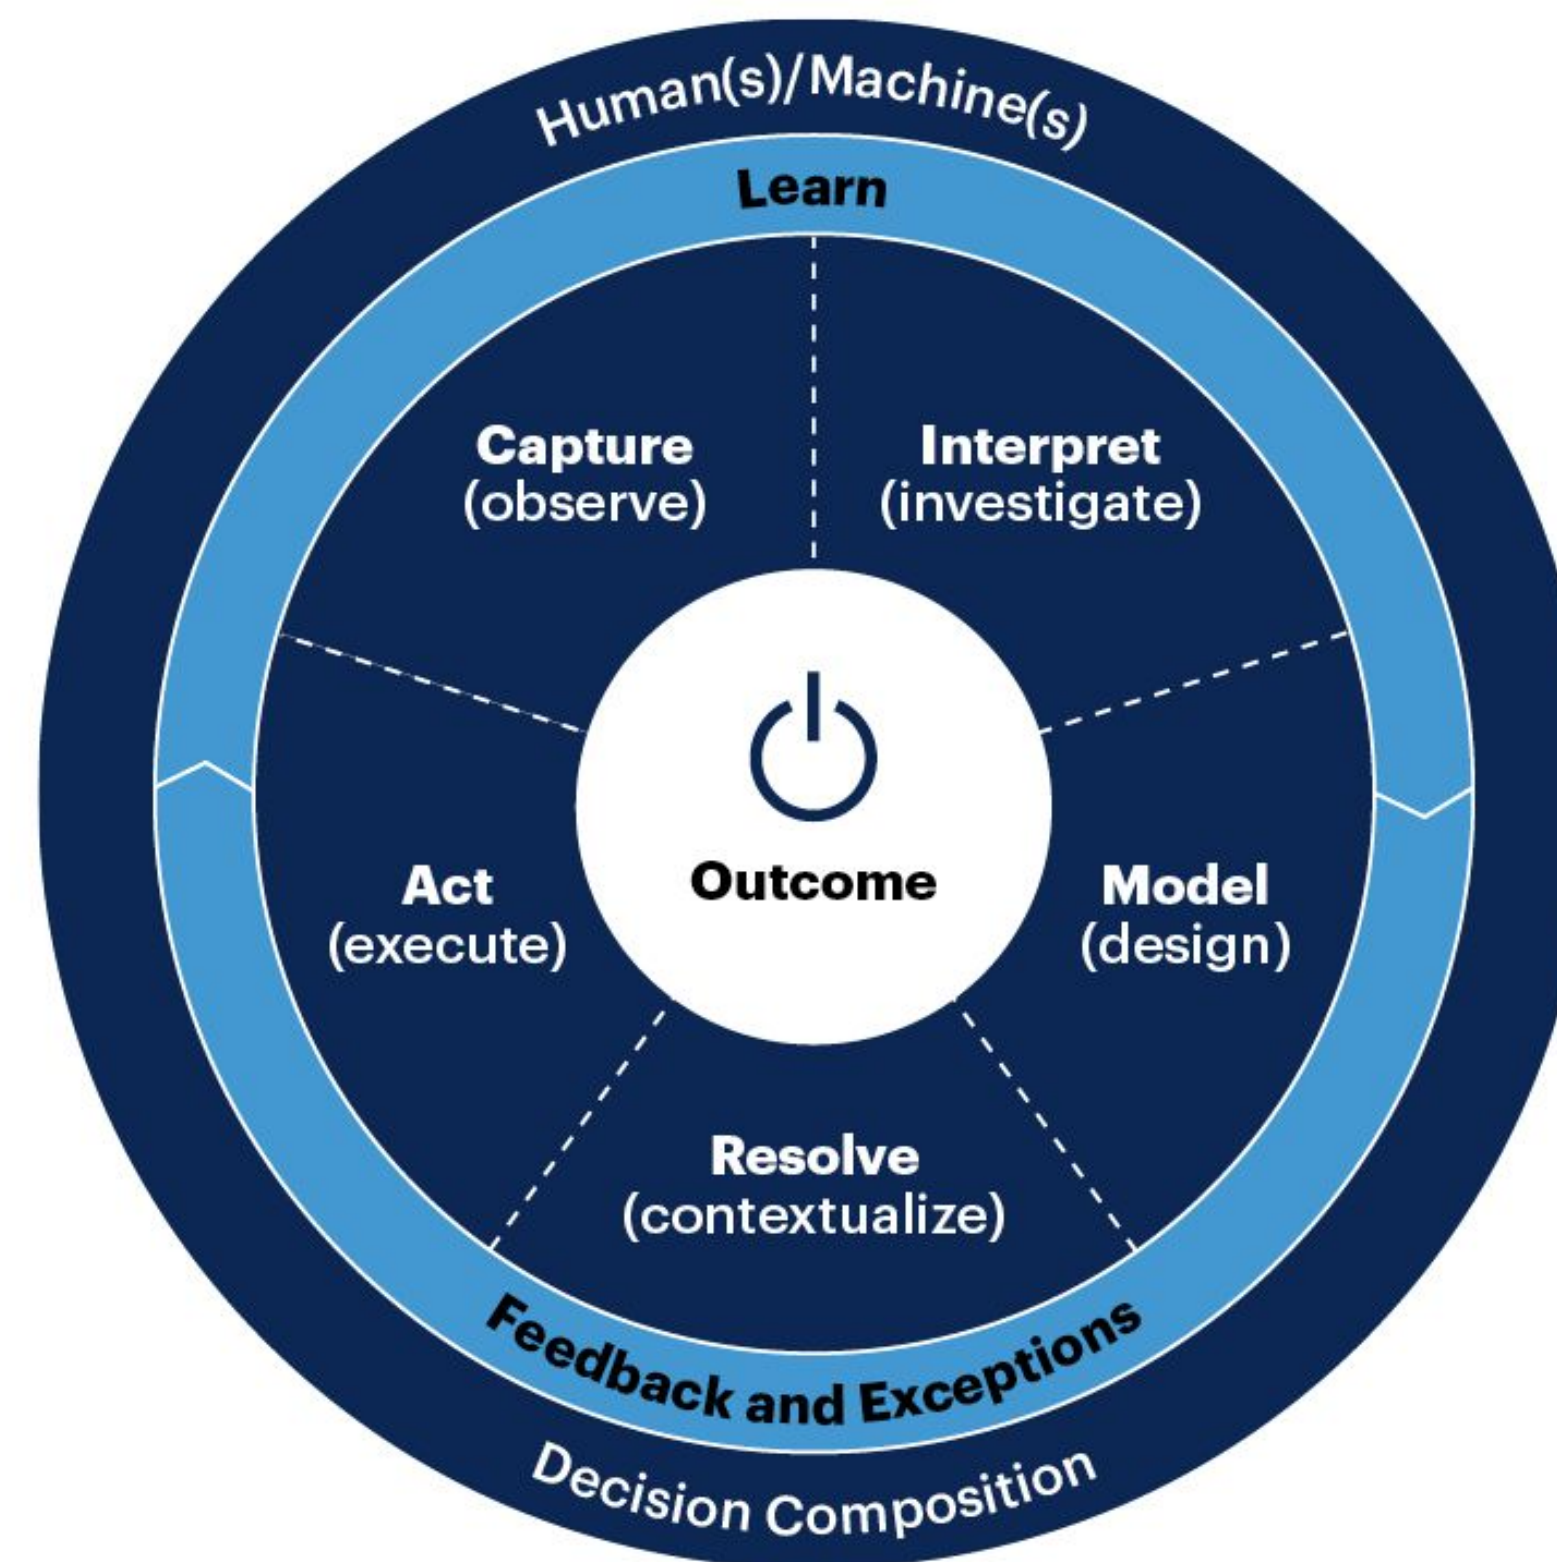 Human(s)/Machine(s)
Learn
Capture
(observe)
Interpret
(investigate)
Outcome
Act
(execute)
Model
(design)
Resolve
(contextualize)
Feedback and Exceptions
Decision Composition